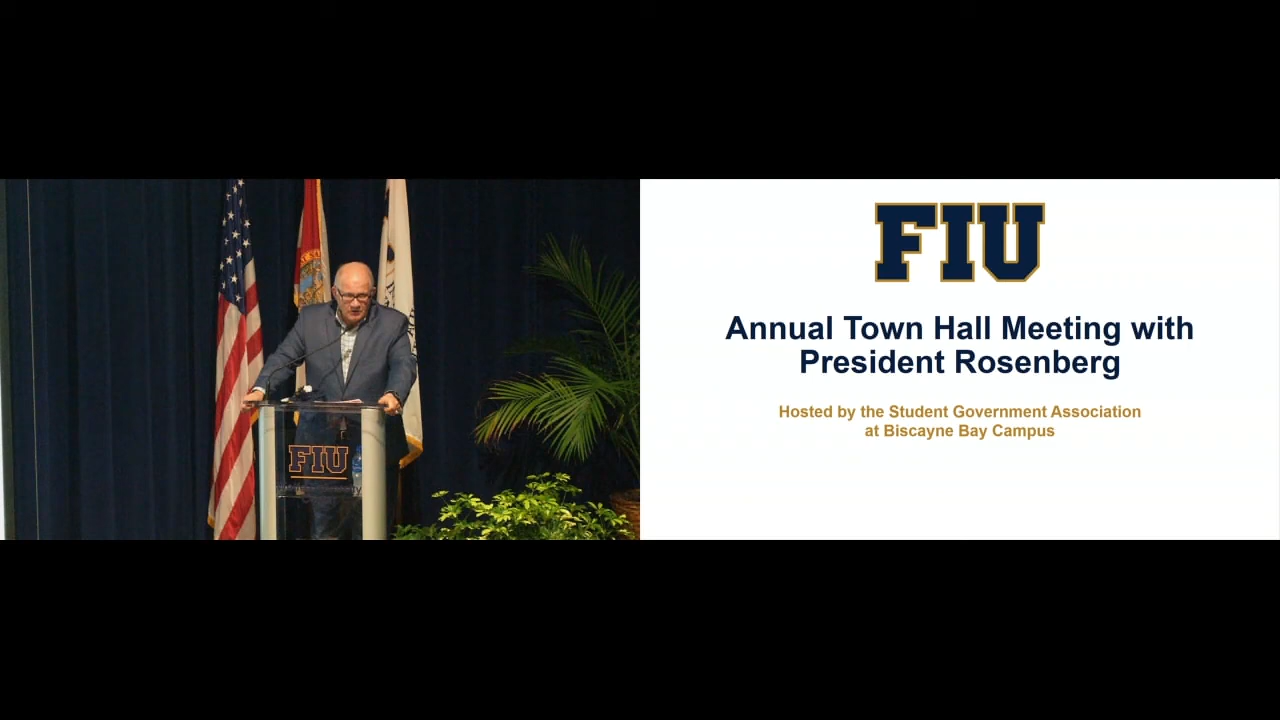 FIU
FIU
Annual Town Hall Meeting with
President Rosenberg
Hosted by the Student Government Association
at Biscayne Bay Campus